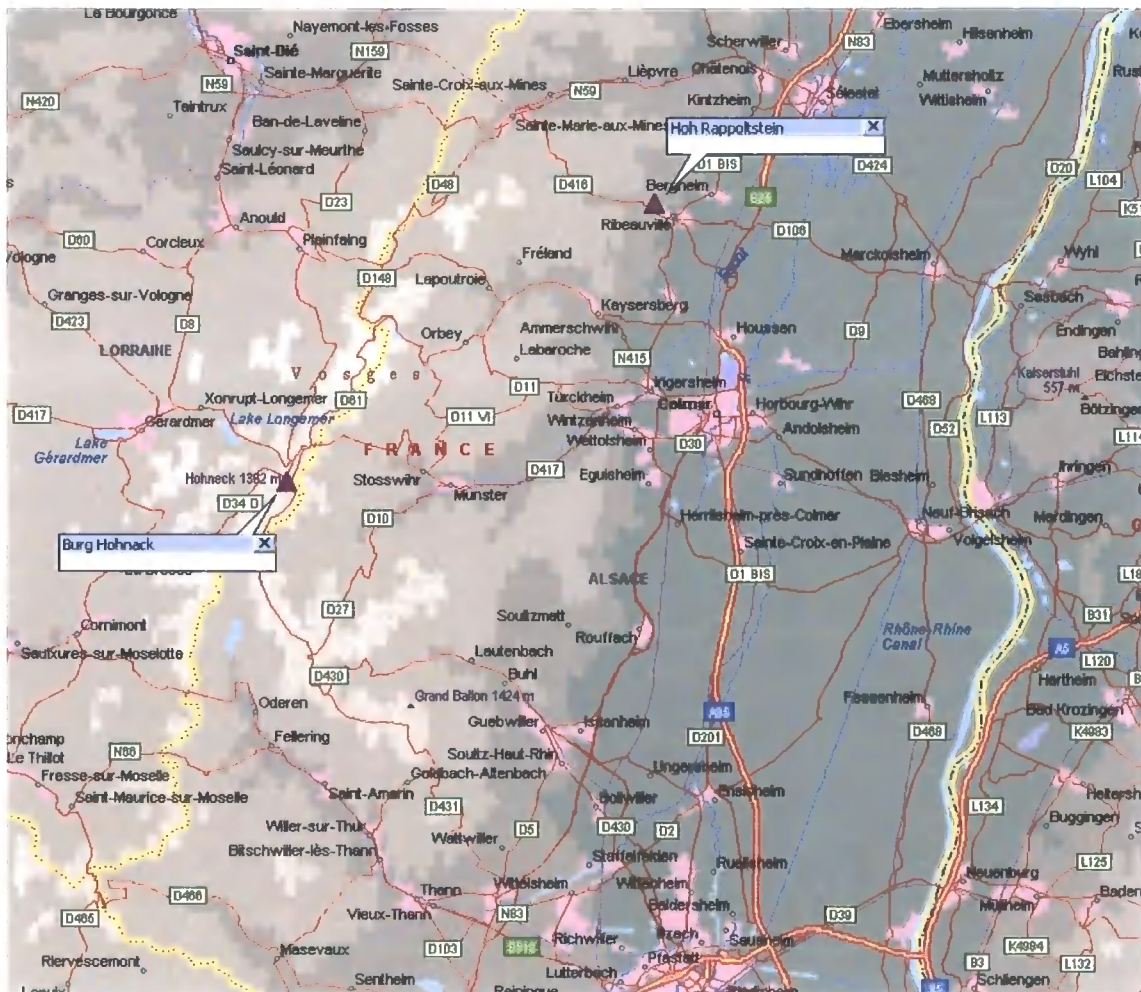 Le Bourgonce
Nayemont-les-Fosses
N159
Saint-Dié
Sainte-Marguerite
N59
N420
Taintrux
Ban-de-Laveline
Saulcy-sur-Meurthe
Saint-Léonard
Sainte-Croix-aux-Mines
Lièpvre
N59
Sainte-Marie-aux-Mines
Scherwiller
Châtenois
Kintzheim
Sélestat
N83
Ebersheim
Hilsenheim
Muttersholtz
Wittisheim
Hoh Rappoltstein
D1 BIS
D424
D20
L104
D48
D416
Bergheim
D23
Ribeauvillé
D106
Anould
Plainfaing
D60
Corcieux
Fréland
Marckolsheim
Wyhl
D148
Lapoutroie
Granges-sur-Vologne
D423
D8
Kaysersberg
Sasbach
Endingen
Orbey
Ammerschwihr
Labaroche
Houssen
D9
LORRAINE
N415
Vosges
Kaiserstuhl
557 m
Xonrupt-Longemer
D61
D11
Ingersheim
Turckheim
Colmar
Horbourg-Wihr
D468
L113
Bötzingen
D417
Gérardmer
Lake Longemer
D11 VI
Wintzenheim
Wettolsheim
D30
Andolsheim
D52
Lake
Gérardmer
FRANCE
D417
Eguisheim
Sundhoffen
Biesheim
Ihringen
Hohneck 1362 m
Stosswihr
Munster
D34 D
D10
Herrlisheim-près-Colmar
Neuf-Brisach
Merdingen
Volgelsheim
Burg Hohnack
Sainte-Croix-en-Plaine
ALSACE
D1 BIS
D27
Soultzmatt
Rouffach
Rhône-Rhine
Canal
B31
A5
L120
Cornimont
Saulxures-sur-Moselotte
Lautenbach
Buhl
D430
Hartheim
Grand Ballon 1424 m
Oderen
Fessenheim
Bad Krozingen
Guebwiller
Issenheim
A35
D201
D468
K4983
N66
Le Thillot
Fellering
Soultz-Haut-Rhin
Fresse-sur-Moselle
Goldbach-Altenbach
Ungersheim
Ensisheim
Saint-Maurice-sur-Moselle
Saint-Amarin
D431
Bollwiller
L134
Buggingen
Willer-sur-Thur
D5
D430
D2
Wattwiller
Bitschwiller-lès-Thann
Staffelfelden
Ruelisheim
L125
D466
Thann
Wittelsheim
Wittenheim
Neuenburg
Müllheim
D465
Vieux-Thann
N83
Baldersheim
D39
D103
Richwiller
Illzach
Sausheim
K4984
Masevaux
Pfastatt
B3
L132
Riervescemont
Sentheim
Lutterbach
Schliengen